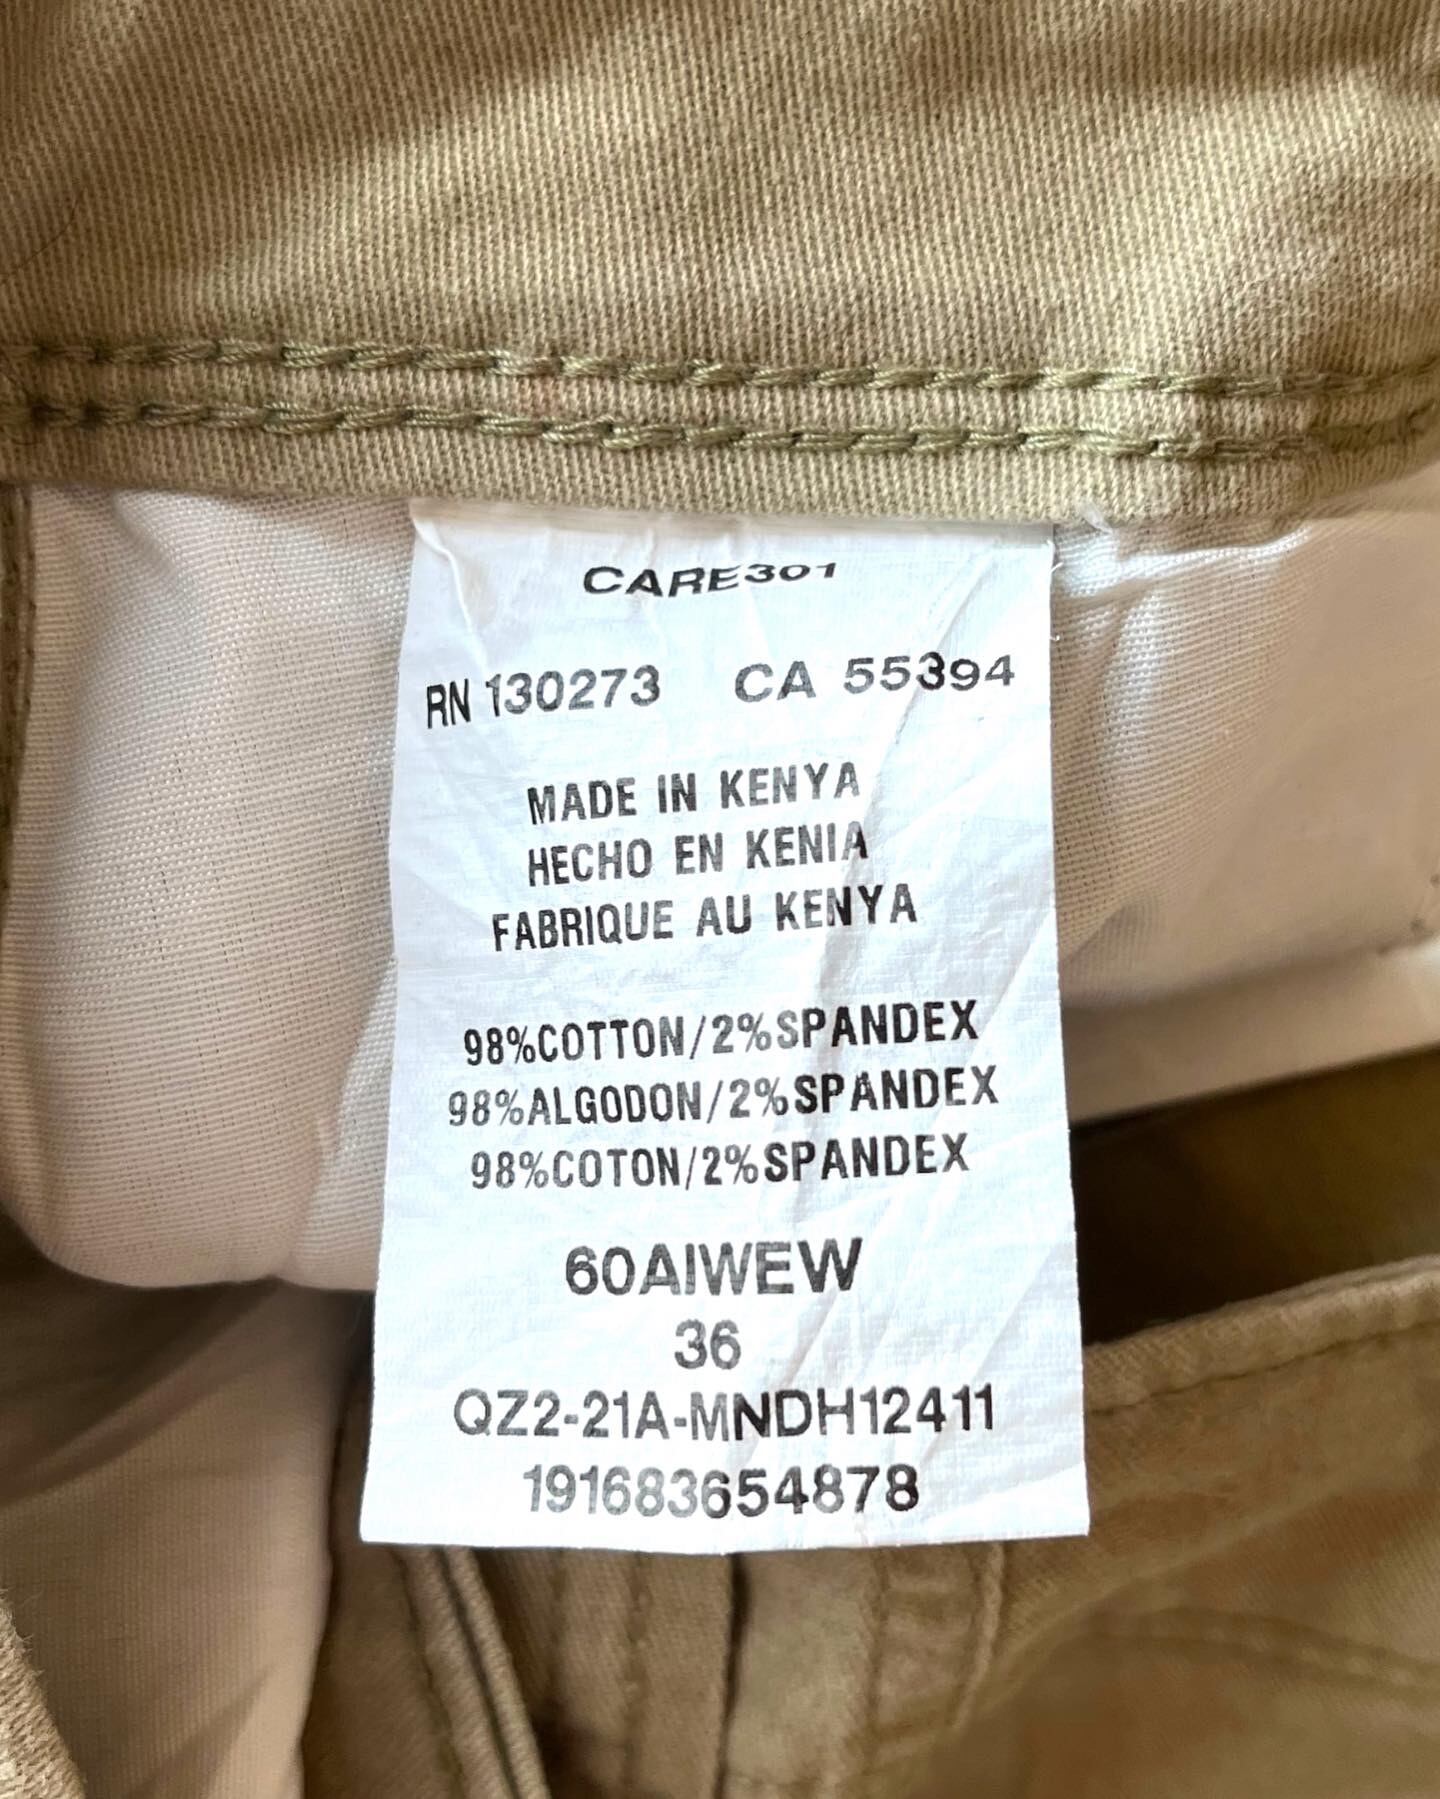 CARE301
RN 130273 CA 55394
MADE IN KENYA
HECHO EN KENIA
FABRIQUE AU KENYA
98%COTTON/2%SPANDEX
98%ALGODON/2%SPANDEX
98%COTON/2%SPANDEX
60AIWEW
36
QZ2-21A-MNDH12411
191683654878